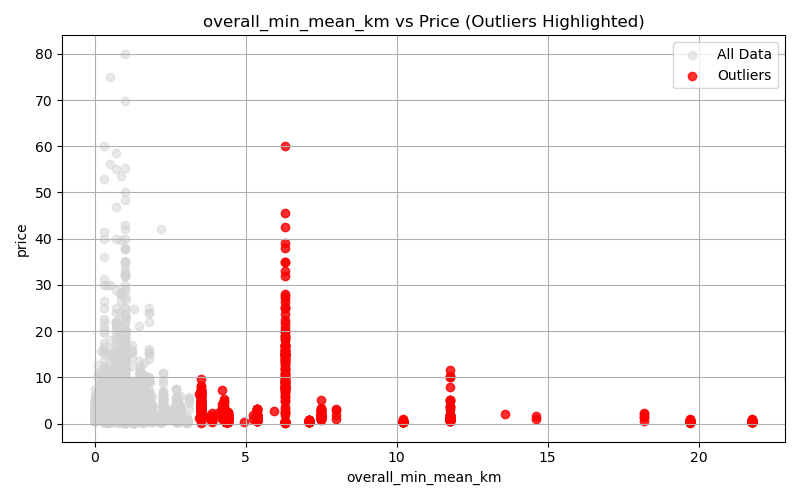 overall_min_mean_km vs Price (Outliers Highlighted)
All Data
Outliers
price
80
70
60
50
40
30
20
10
0
0 5 10 15 20
overall_min_mean_km